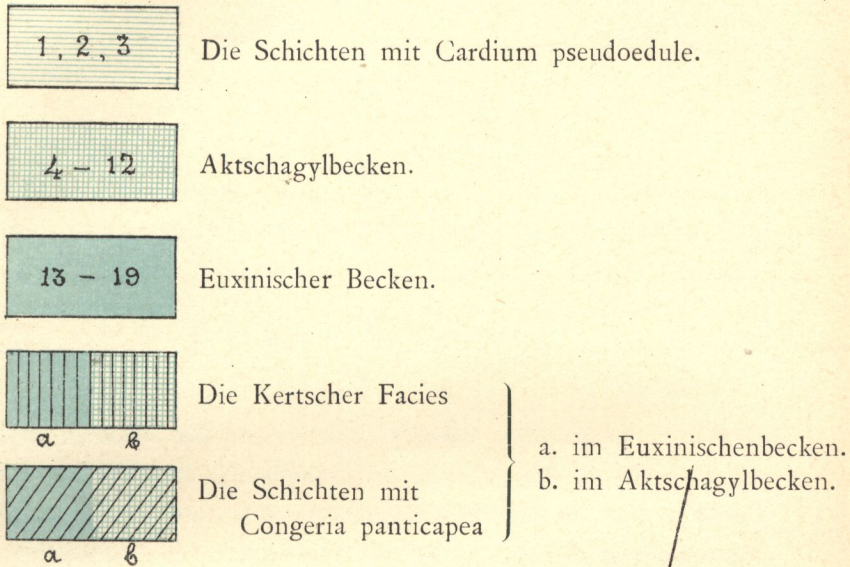 1, 2, 3 Die Schichten mit Cardium pseudoedule.
4 – 12 Aktschagylbecken.
13 – 19 Euxinischer Becken.
Die Kertscher Facies
a b
a. im Euxinischenbecken.
b. im Aktschagylbecken.
Die Schichten mit
Congeria panticapea
a b